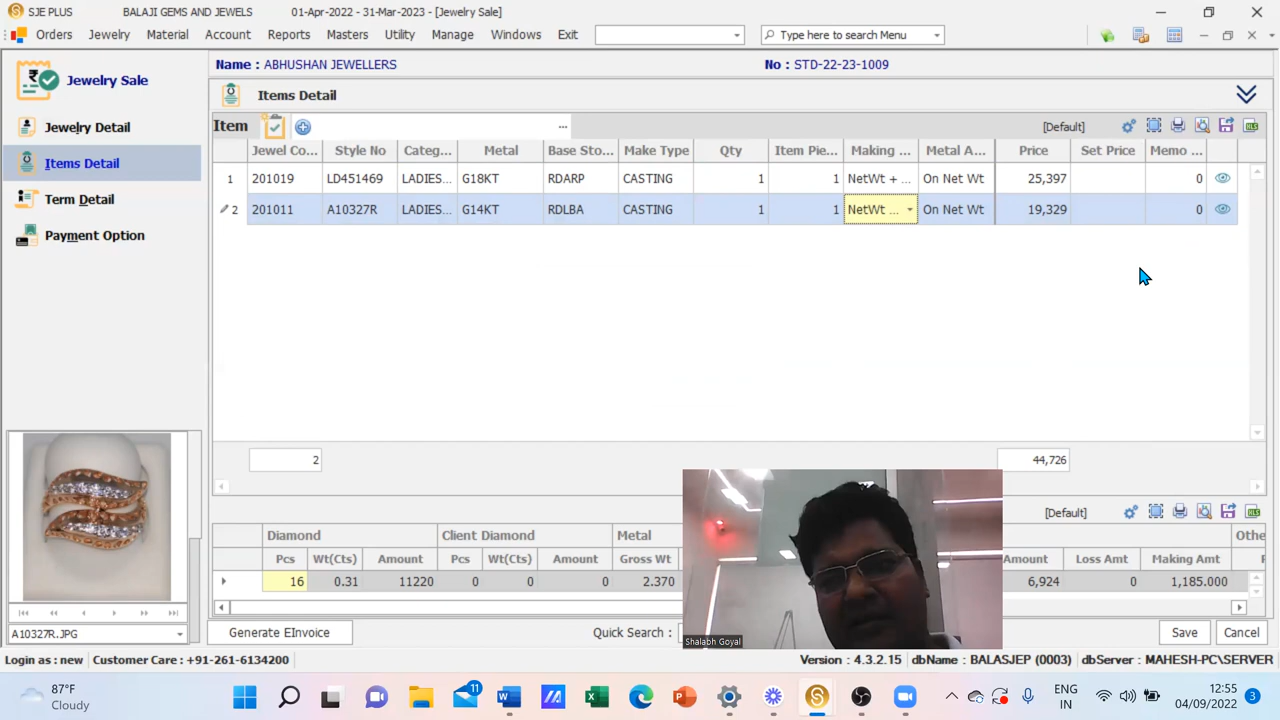 SJE PLUS BALAJI GEMS AND JEWELS 01-Apr-2022 - 31-Mar-2023 - [Jewelry Sale]
Orders Jewelry Material Account Reports Masters Utility Manage Windows Exit Type here to search Menu
Jewelry Sale
Name : ABHUSHAN JEWELLERS No : STD-22-23-1009
Items Detail
Item ... [Default]
Jewelry Detail
Items Detail
Term Detail
Payment Option
Jewel Co... Style No Categ... Metal Base Sto... Make Type Qty Item Pie... Making ... Metal A... Price Set Price Memo ...
1 201019 LD451469 LADIES... G18KT RDARP CASTING 1 1 NetWt + ... On Net Wt 25,397 0
2 201011 A10327R LADIES... G14KT RDLBA CASTING 1 1 NetWt ... On Net Wt 19,329 0
2 44,726
[Default]
Diamond Client Diamond Metal Othe
Pcs Wt(Cts) Amount Pcs Wt(Cts) Amount Gross Wt Amount Loss Amt Making Amt
16 0.31 11220 0 0 0 2.370 6,924 0 1,185.000
A10327R.JPG
Generate EInvoice Quick Search : Save Cancel
Shalabh Goyal
Login as : new Customer Care : +91-261-6134200 Version : 4.3.2.15 dbName : BALASJEP (0003) dbServer : MAHESH-PC\SERVER
87°F
Cloudy
11
ENG
IN
12:55
04/09/2022
3